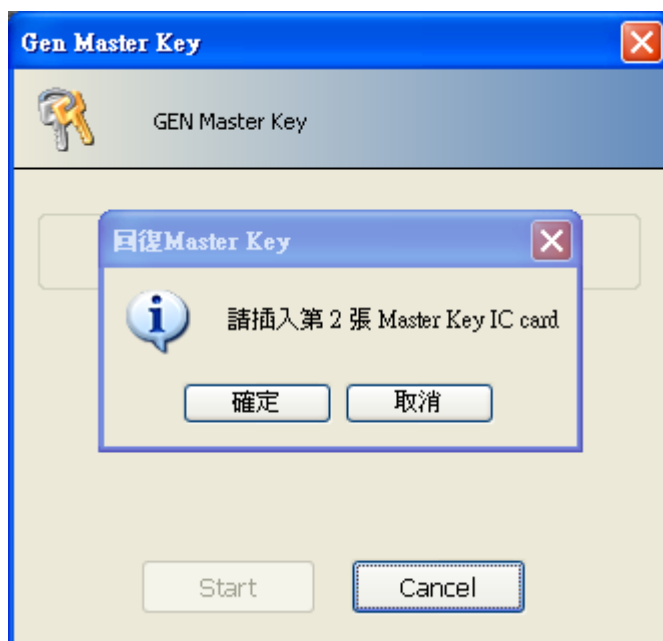 Gen Master Key
GEN Master Key
回復Master Key
請插入第 2 張 Master Key IC card
確定
取消
Start
Cancel